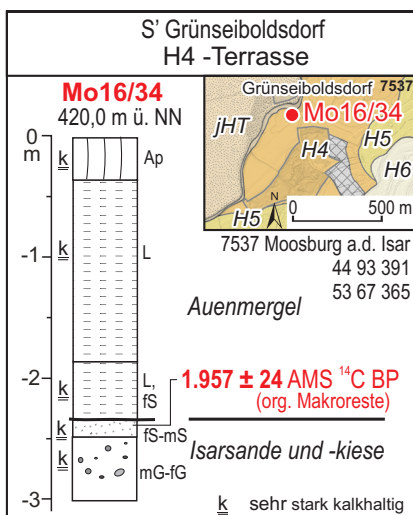 S' Grünseiboldsdorf
H4 -Terrasse
Mo16/34
420,0 m ü. NN
Grünseiboldsdorf 7537
Mo16/34
jHT
H4
H5
H6
H5
N
0 500 m
7537 Moosburg a.d. Isar
44 93 391
53 67 365
0
m
k Ap
-1
k L
Auenmergel
-2
k L,
fS
1.957 ± 24 AMS ¹⁴C BP
(org. Makroreste)
k fS-mS
Isarsande und -kiese
k mG-fG
-3
k sehr stark kalkhaltig